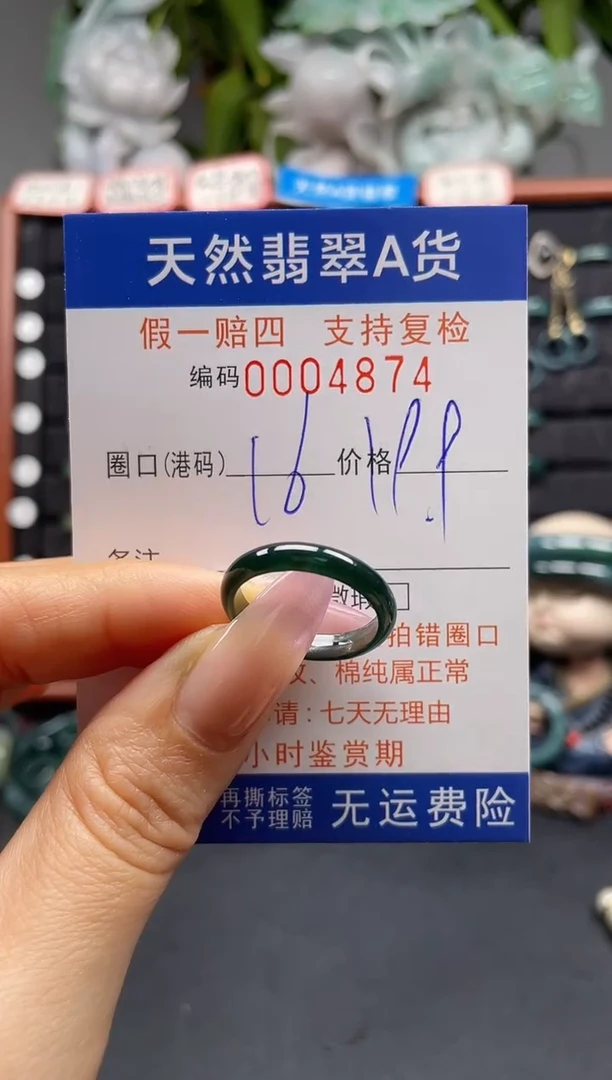 天然翡翠A货
假一赔四 支持复检
编码0004874
圈口(港码) 16 价格
备注
拍错圈口
、棉纯属正常
请:七天无理由
小时鉴赏期
再撕标签
不予理赔
无运费险